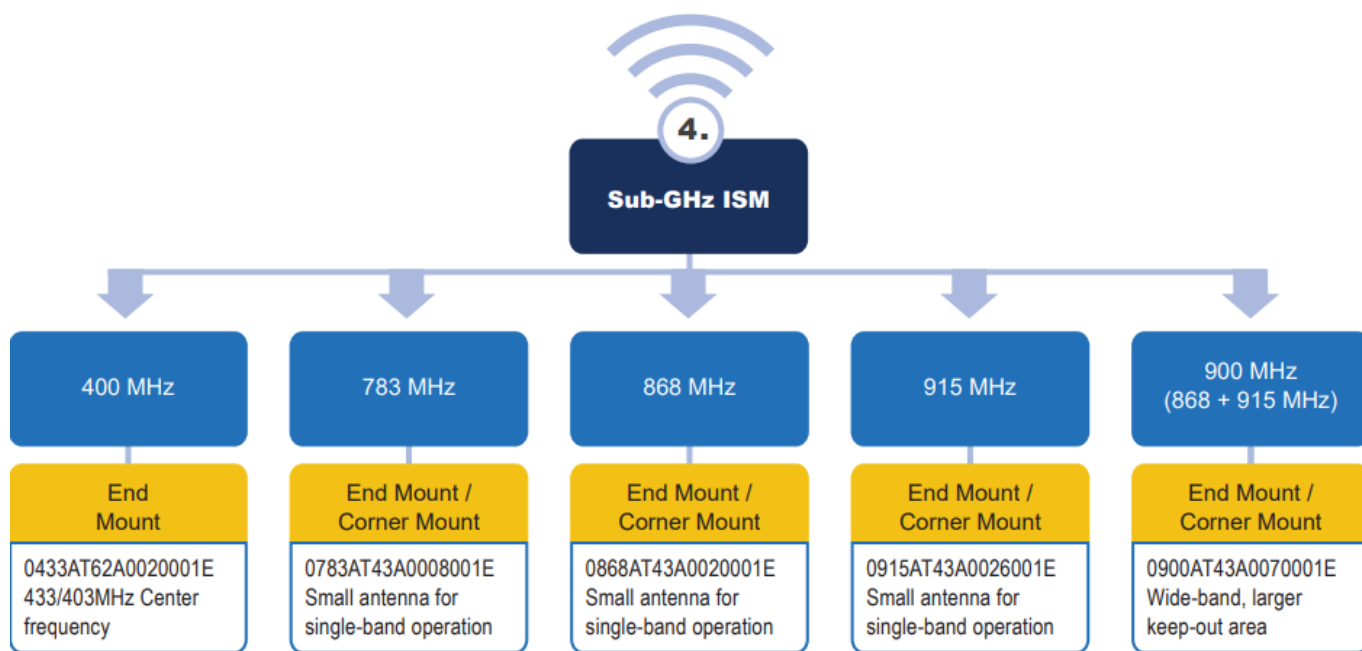 4.
Sub-GHz ISM
400 MHz
783 MHz
868 MHz
915 MHz
900 MHz
(868 + 915 MHz)
End
Mount
End Mount /
Corner Mount
End Mount /
Corner Mount
End Mount /
Corner Mount
End Mount /
Corner Mount
0433AT62A0020001E
433/403MHz Center
frequency
0783AT43A0008001E
Small antenna for
single-band operation
0868AT43A0020001E
Small antenna for
single-band operation
0915AT43A0026001E
Small antenna for
single-band operation
0900AT43A0070001E
Wide-band, larger
keep-out area